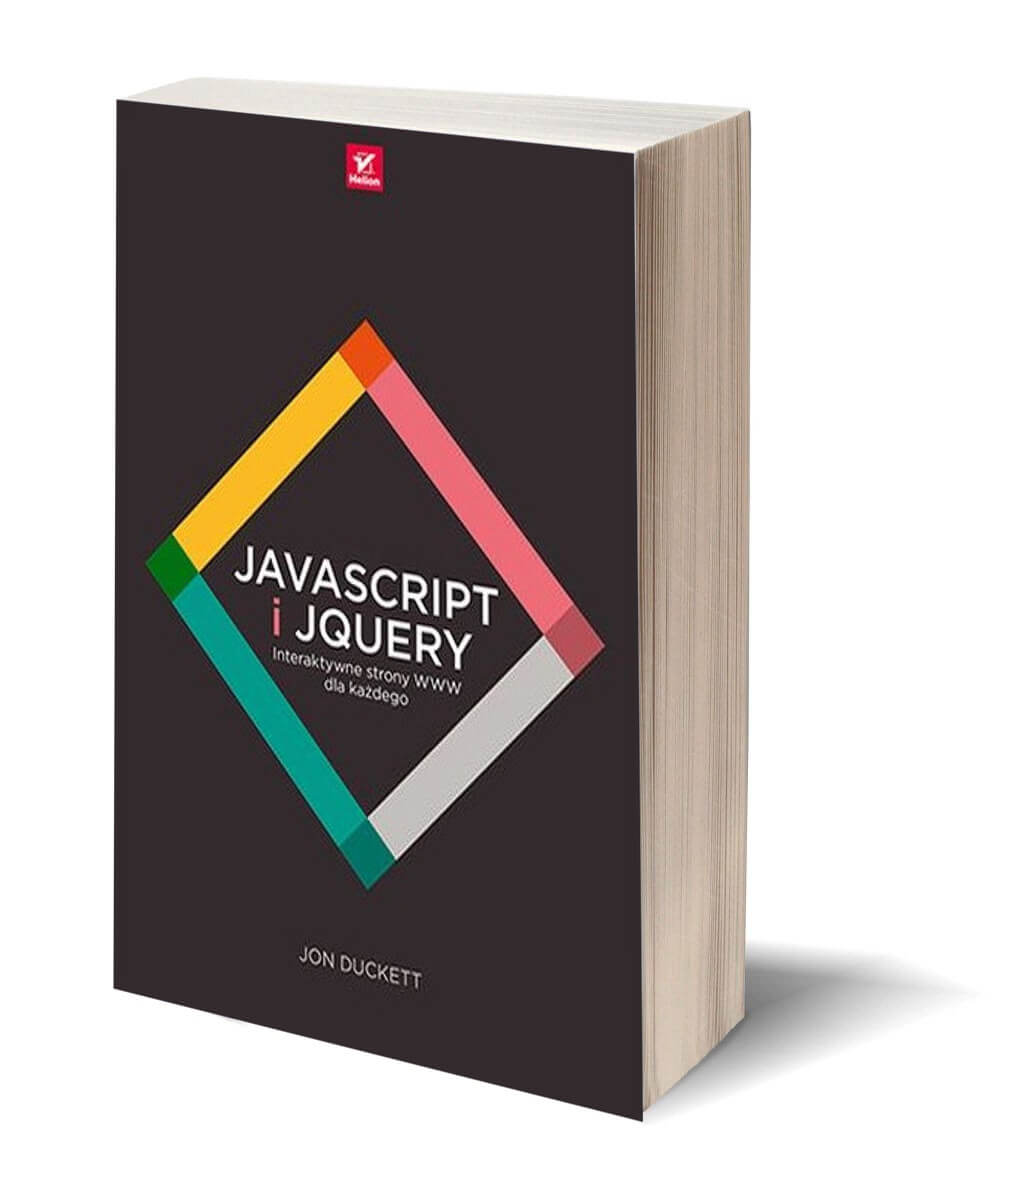 Helion
JAVASCRIPT
i JQUERY
Interaktywne strony WWW
dla każdego
JON DUCKETT